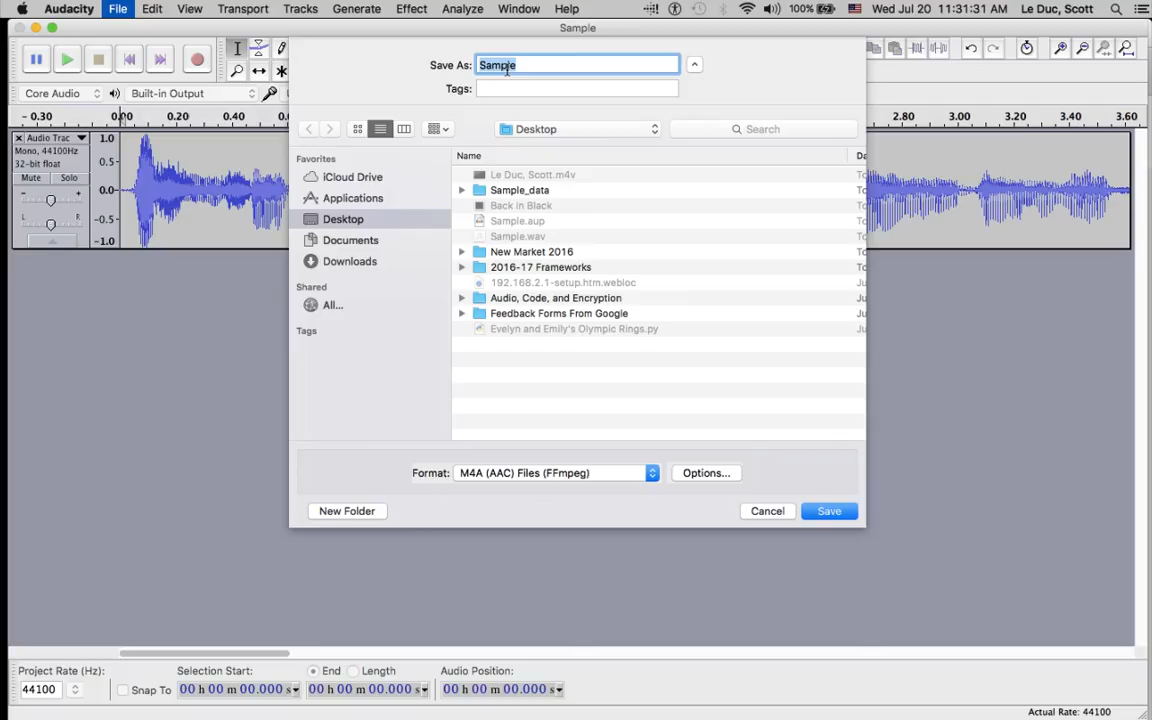 Audacity File Edit View Transport Tracks Generate Effect Analyze Window Help 100% Wed Jul 20 11:31:31 AM Le Duc, Scott
Sample
Save As: Sample
Tags:
Core Audio Built-in Output
Desktop
Search
- 0.30 0.00 0.20 0.40 2.80 3.00 3.20 3.40 3.60
Audio Trac
Mono, 44100Hz
32-bit float
Mute Solo
- +
L R
1.0
0.5
0.0
-0.5
-1.0
Favorites
iCloud Drive
Applications
Desktop
Documents
Downloads
Shared
All...
Tags
Name
Le Duc, Scott.m4v
Sample_data
Back in Black
Sample.aup
Sample.wav
New Market 2016
2016-17 Frameworks
192.168.2.1-setup.htm.webloc
Audio, Code, and Encryption
Feedback Forms From Google
Evelyn and Emily's Olympic Rings.py
Format: M4A (AAC) Files (FFmpeg) Options...
New Folder Cancel Save
Project Rate (Hz): Selection Start: End Length Audio Position:
44100 Snap To 00 h 00 m 00.000 s 00 h 00 m 00.000 s 00 h 00 m 00.000 s
Actual Rate: 44100